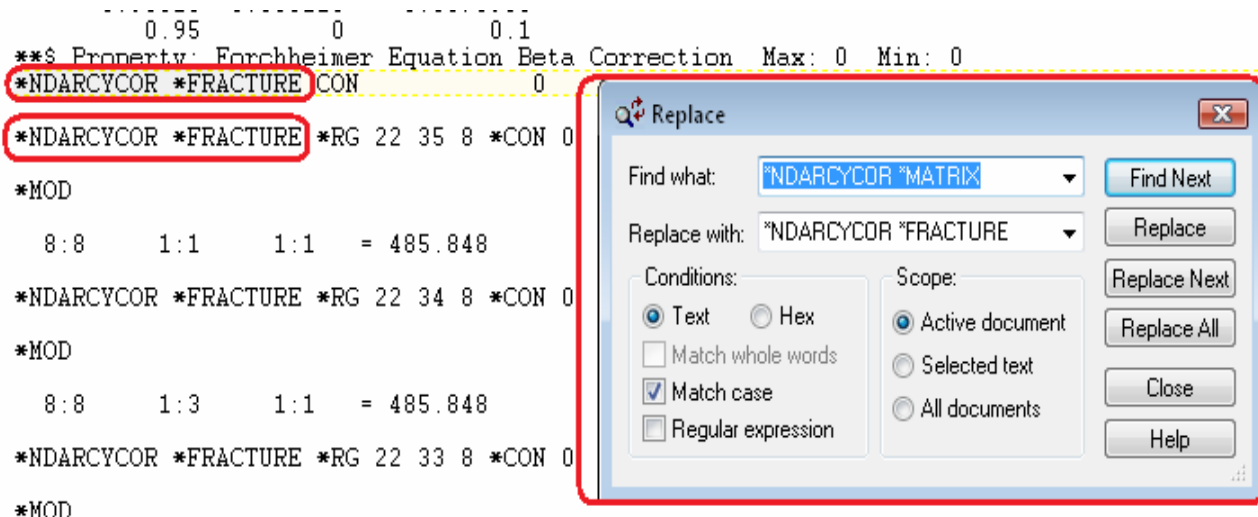 0.95 0 0.1
**$ Property: Forchheimer Equation Beta Correction Max: 0 Min: 0
*NDARCYCOR *FRACTURE CON 0
*NDARCYCOR *FRACTURE *RG 22 35 8 *CON 0
*MOD
8:8 1:1 1:1 = 485.848
*NDARCYCOR *FRACTURE *RG 22 34 8 *CON 0
*MOD
8:8 1:3 1:1 = 485.848
*NDARCYCOR *FRACTURE *RG 22 33 8 *CON 0
*MOD
Replace
Find what: *NDARCYCOR *MATRIX
Replace with: *NDARCYCOR *FRACTURE
Conditions:
Text Hex
Match whole words
Match case
Regular expression
Scope:
Active document
Selected text
All documents
Find Next
Replace
Replace Next
Replace All
Close
Help